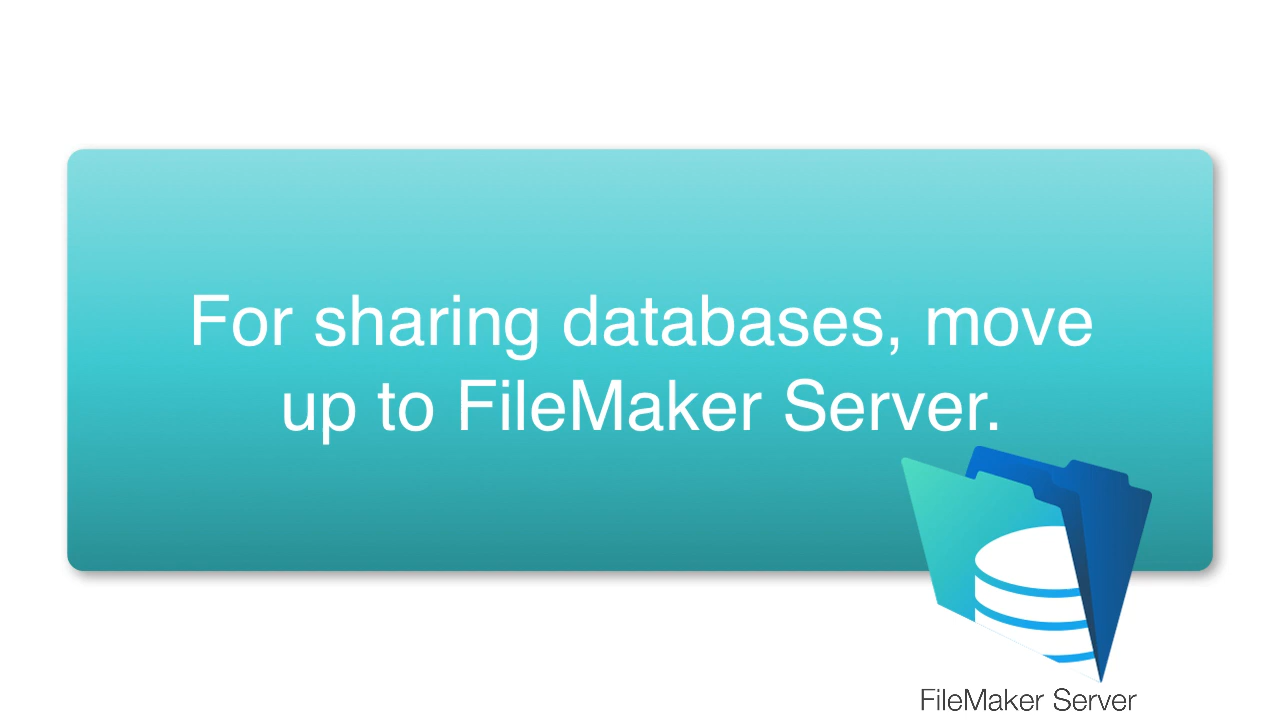 For sharing databases, move
up to FileMaker Server.
FileMaker Server